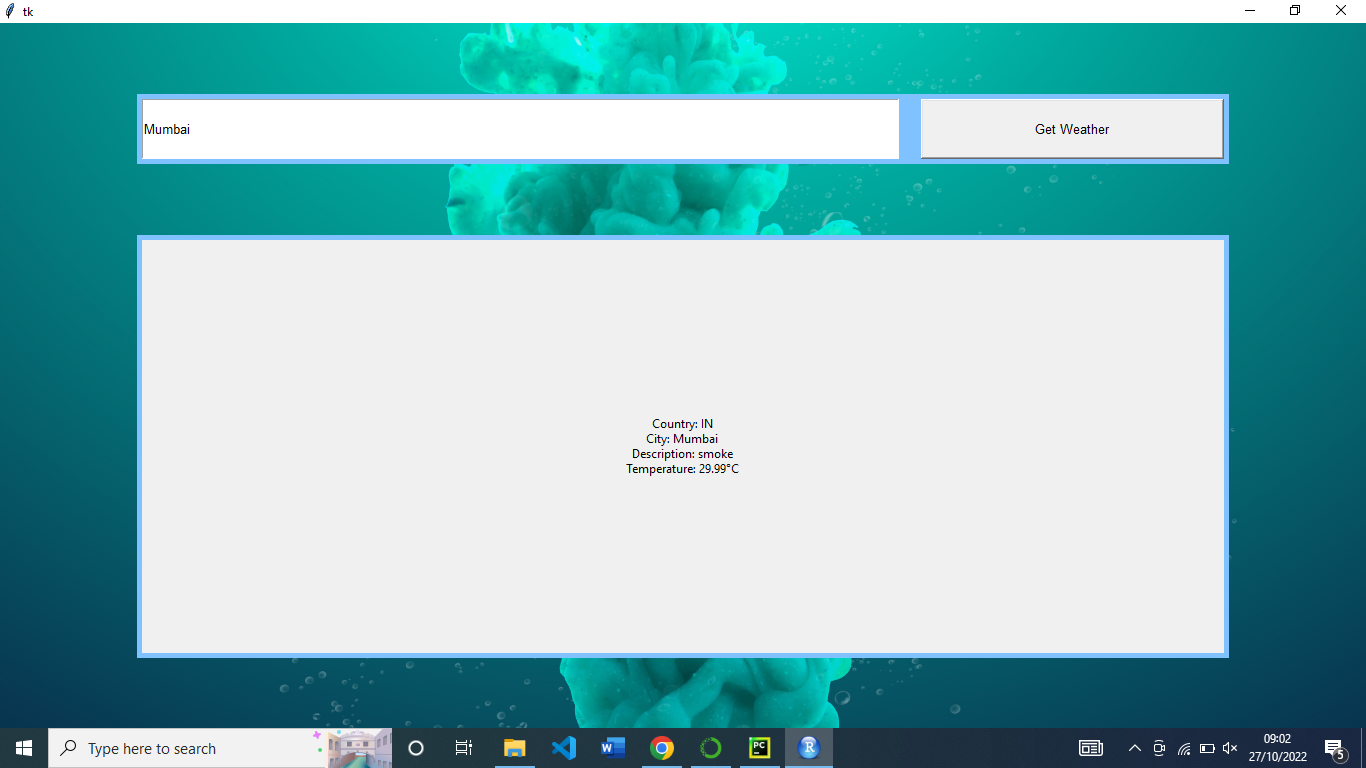 tk
Mumbai
Get Weather
Country: IN
City: Mumbai
Description: smoke
Temperature: 29.99°C
Type here to search
W
PC
R
09:02
27/10/2022
5